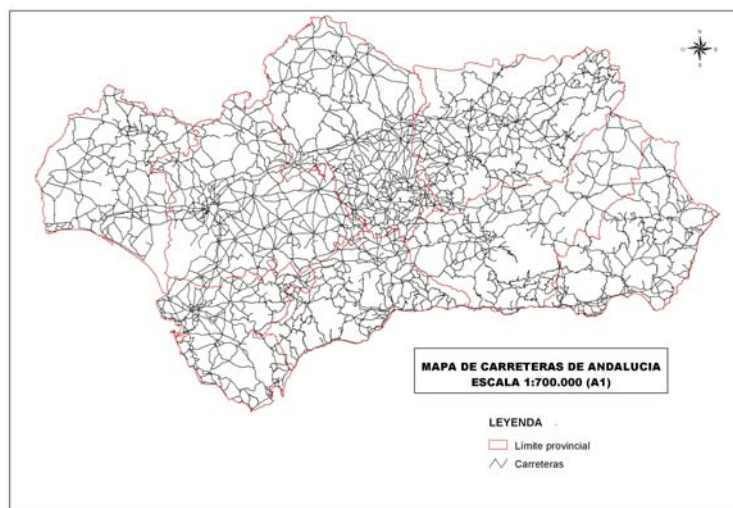 N
O
E
S
MAPA DE CARRETERAS DE ANDALUCIA
ESCALA 1:700.000 (A1)
LEYENDA
Límite provincial
Carreteras